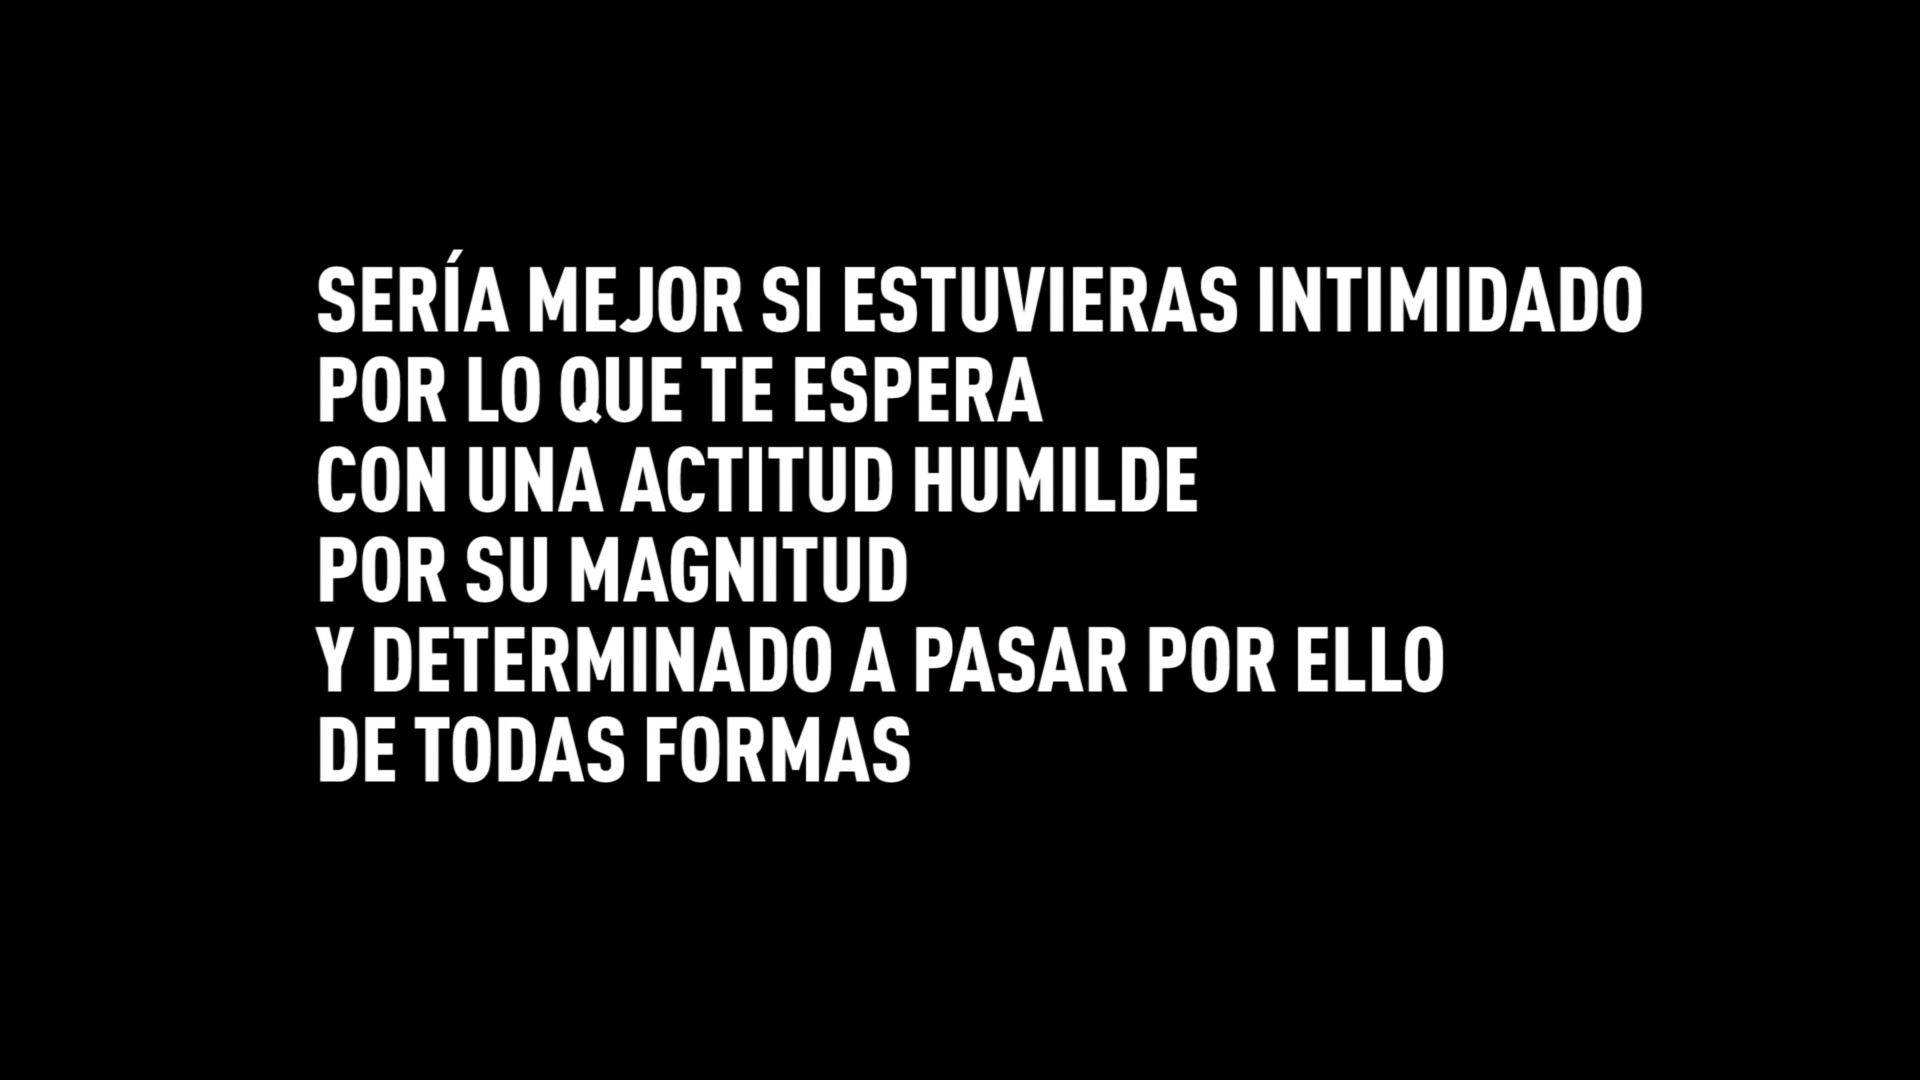 SERÍA MEJOR SI ESTUVIERAS INTIMIDADO
POR LO QUE TE ESPERA
CON UNA ACTITUD HUMILDE
POR SU MAGNITUD
Y DETERMINADO A PASAR POR ELLO
DE TODAS FORMAS